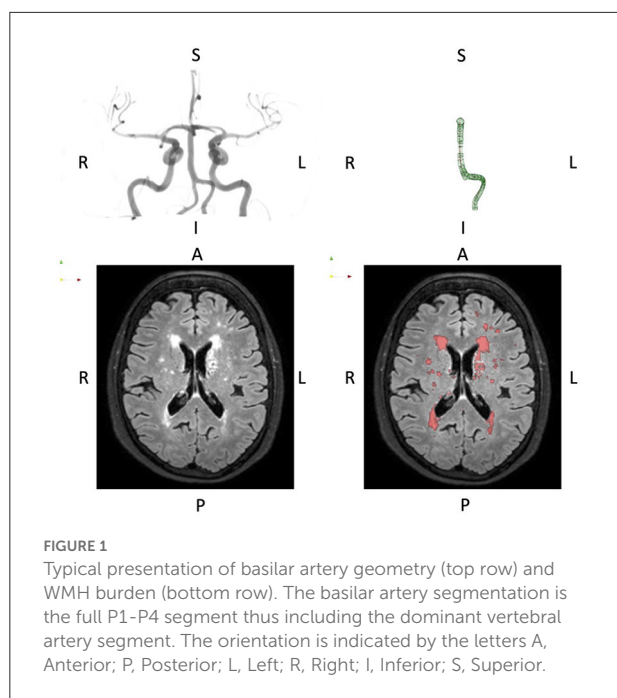 S S
R L R L
I I
A A
R L R L
P P
FIGURE 1
Typical presentation of basilar artery geometry (top row) and
WMH burden (bottom row). The basilar artery segmentation is
the full P1-P4 segment thus including the dominant vertebral
artery segment. The orientation is indicated by the letters A,
Anterior; P, Posterior; L, Left; R, Right; I, Inferior; S, Superior.